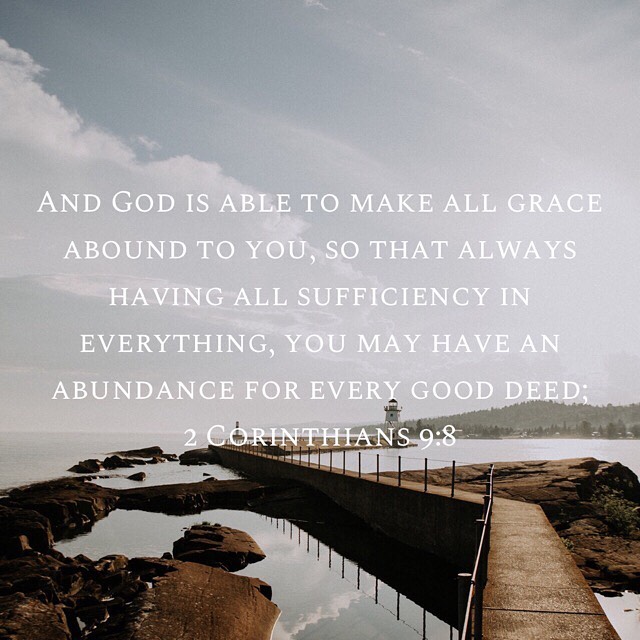 And God is able to make all grace
abound to you, so that always
having all sufficiency in
everything, you may have an
abundance for every good deed;
2 Corinthians 9:8